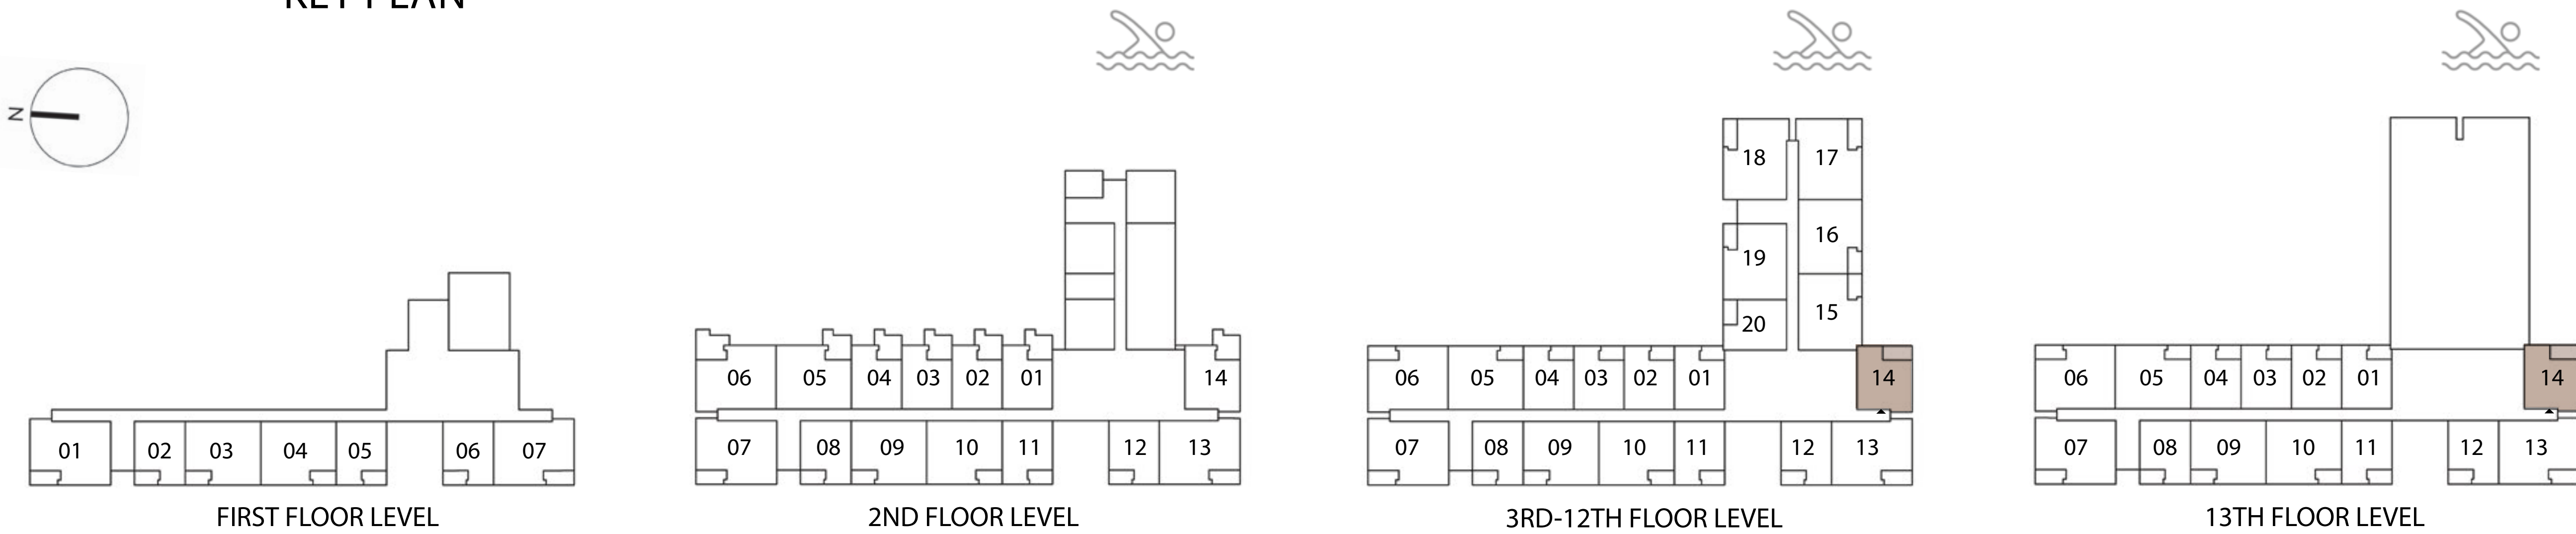 KEY PLAN
N
18 17
16
19
15
20
06 05 04 03 02 01 14
06 05 04 03 02 01 14
06 05 04 03 02 01 14
01 02 03 04 05 06 07
07 08 09 10 11 12 13
07 08 09 10 11 12 13
07 08 09 10 11 12 13
FIRST FLOOR LEVEL
2ND FLOOR LEVEL
3RD-12TH FLOOR LEVEL
13TH FLOOR LEVEL